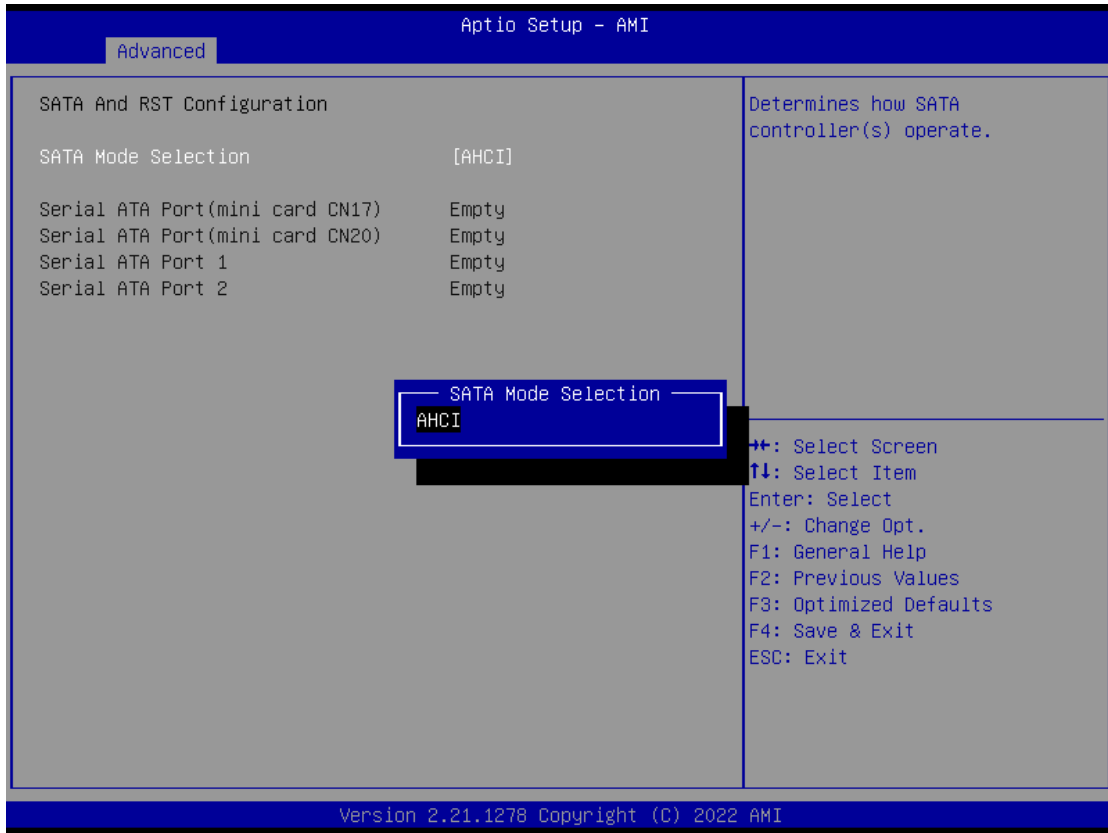 Aptio Setup – AMI
Advanced
SATA And RST Configuration
SATA Mode Selection [AHCI]
Serial ATA Port(mini card CN17) Empty
Serial ATA Port(mini card CN20) Empty
Serial ATA Port 1 Empty
Serial ATA Port 2 Empty
SATA Mode Selection
AHCI
Determines how SATA
controller(s) operate.
→←: Select Screen
↑↓: Select Item
Enter: Select
+/-: Change Opt.
F1: General Help
F2: Previous Values
F3: Optimized Defaults
F4: Save & Exit
ESC: Exit
Version 2.21.1278 Copyright (C) 2022 AMI